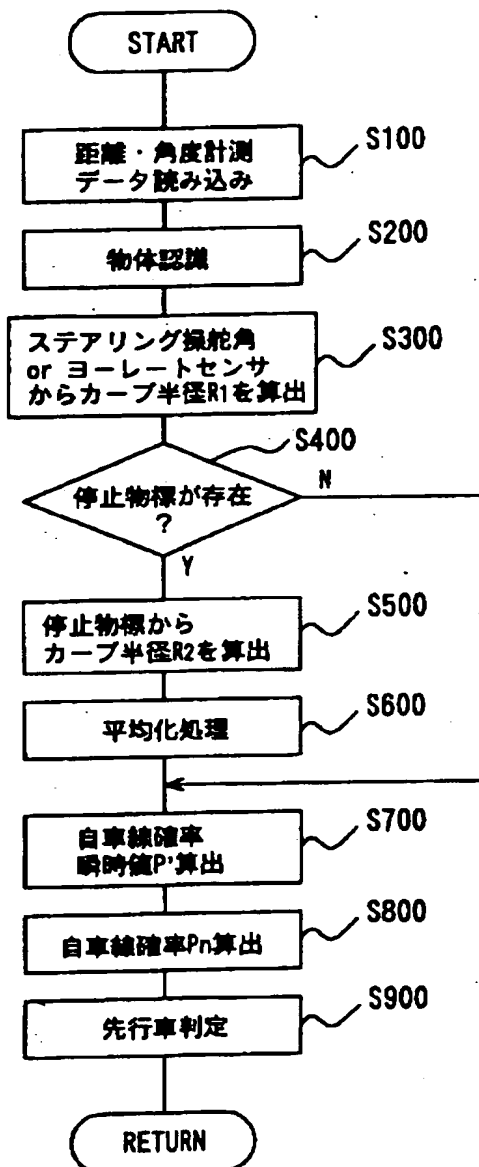 START
距離・角度計測
データ読み込み
S100
物体認識
S200
ステアリング操舵角
or ヨーレートセンサ
からカーブ半径R1を算出
S300
S400
停止物標が存在
?
N
Y
停止物標から
カーブ半径R2を算出
S500
平均化処理
S600
自車線確率
瞬時値P'算出
S700
自車線確率Pn算出
S800
先行車判定
S900
RETURN